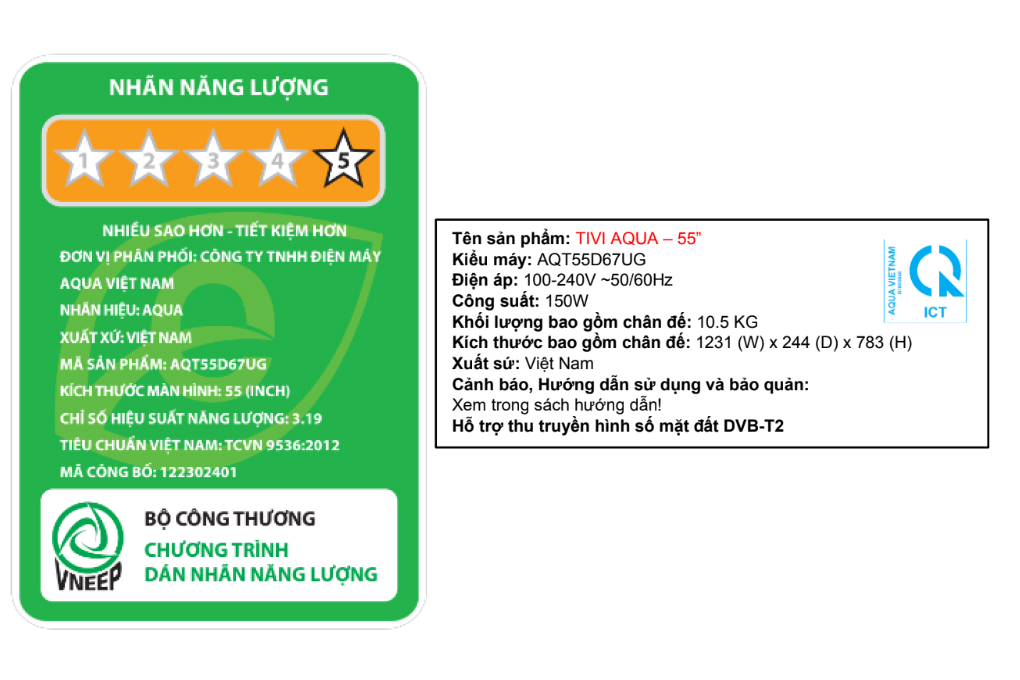 NHÃN NĂNG LƯỢNG
1 2 3 4 5
NHIỀU SAO HƠN - TIẾT KIỆM HƠN
ĐƠN VỊ PHÂN PHỐI: CÔNG TY TNHH ĐIỆN MÁY
AQUA VIỆT NAM
NHÃN HIỆU: AQUA
XUẤT XỨ: VIỆT NAM
MÃ SẢN PHẨM: AQT55D67UG
KÍCH THƯỚC MÀN HÌNH: 55 (INCH)
CHỈ SỐ HIỆU SUẤT NĂNG LƯỢNG: 3.19
TIÊU CHUẨN VIỆT NAM: TCVN 9536:2012
MÃ CÔNG BỐ: 122302401
VNEEP
BỘ CÔNG THƯƠNG
CHƯƠNG TRÌNH
DÁN NHÃN NĂNG LƯỢNG
Tên sản phẩm: TIVI AQUA – 55”
Kiểu máy: AQT55D67UG
Điện áp: 100-240V ~50/60Hz
Công suất: 150W
Khối lượng bao gồm chân đế: 10.5 KG
Kích thước bao gồm chân đế: 1231 (W) x 244 (D) x 783 (H)
Xuất sứ: Việt Nam
Cảnh báo, Hướng dẫn sử dụng và bảo quản:
Xem trong sách hướng dẫn!
Hỗ trợ thu truyền hình số mặt đất DVB-T2
AQUA VIETNAM
ICT